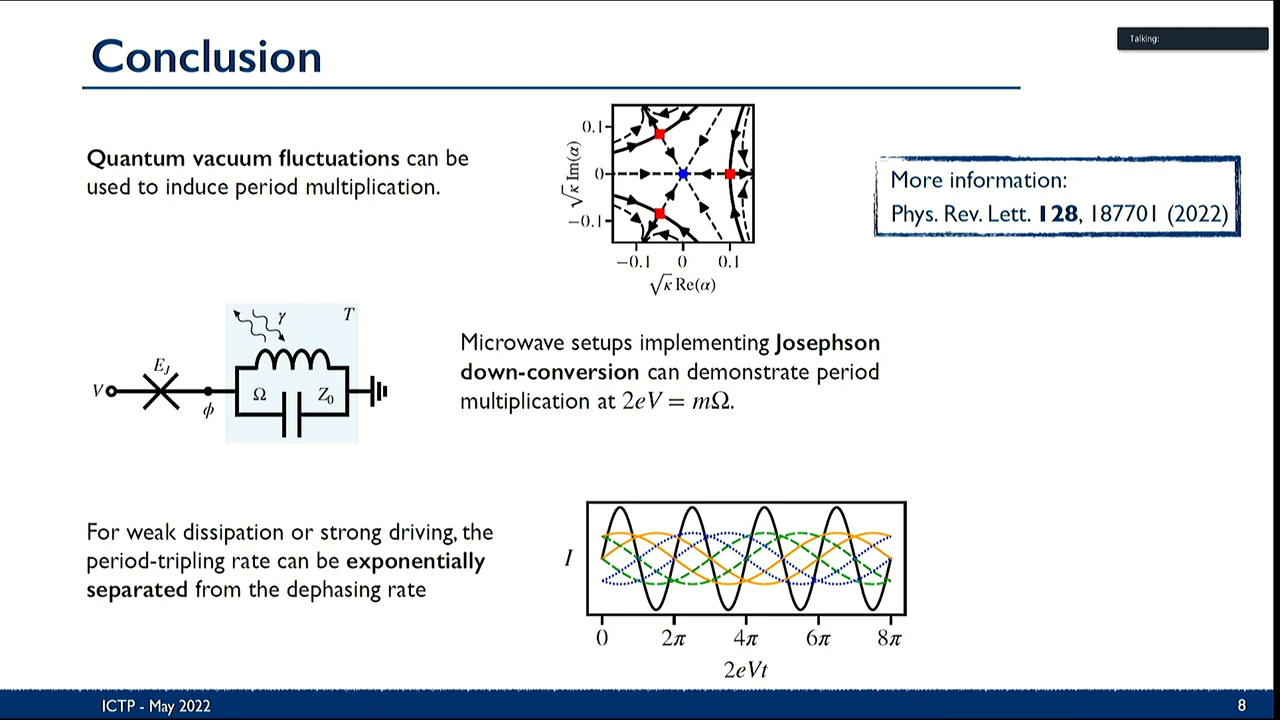 Conclusion
Talking:
Quantum vacuum fluctuations can be
used to induce period multiplication.
0.1
0
−0.1
√κ Im(α)
−0.1 0 0.1
√κ Re(α)
More information:
Phys. Rev. Lett. 128, 187701 (2022)
γ T
E_J
V
Ω Z₀
ϕ
Microwave setups implementing Josephson
down-conversion can demonstrate period
multiplication at 2eV = mΩ.
For weak dissipation or strong driving, the
period-tripling rate can be exponentially
separated from the dephasing rate
I
0 2π 4π 6π 8π
2eVt
ICTP - May 2022
8